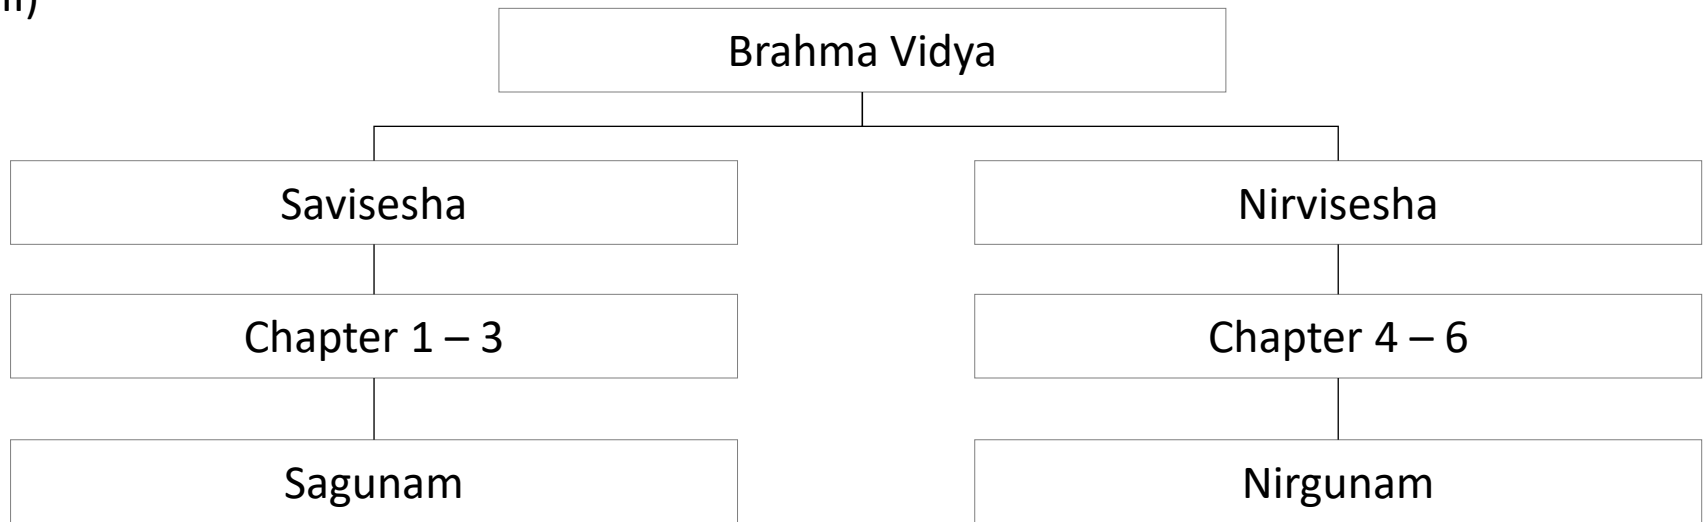 Brahma Vidya
Savisesha
Nirvisesha
Chapter 1 – 3
Chapter 4 – 6
Sagunam
Nirgunam